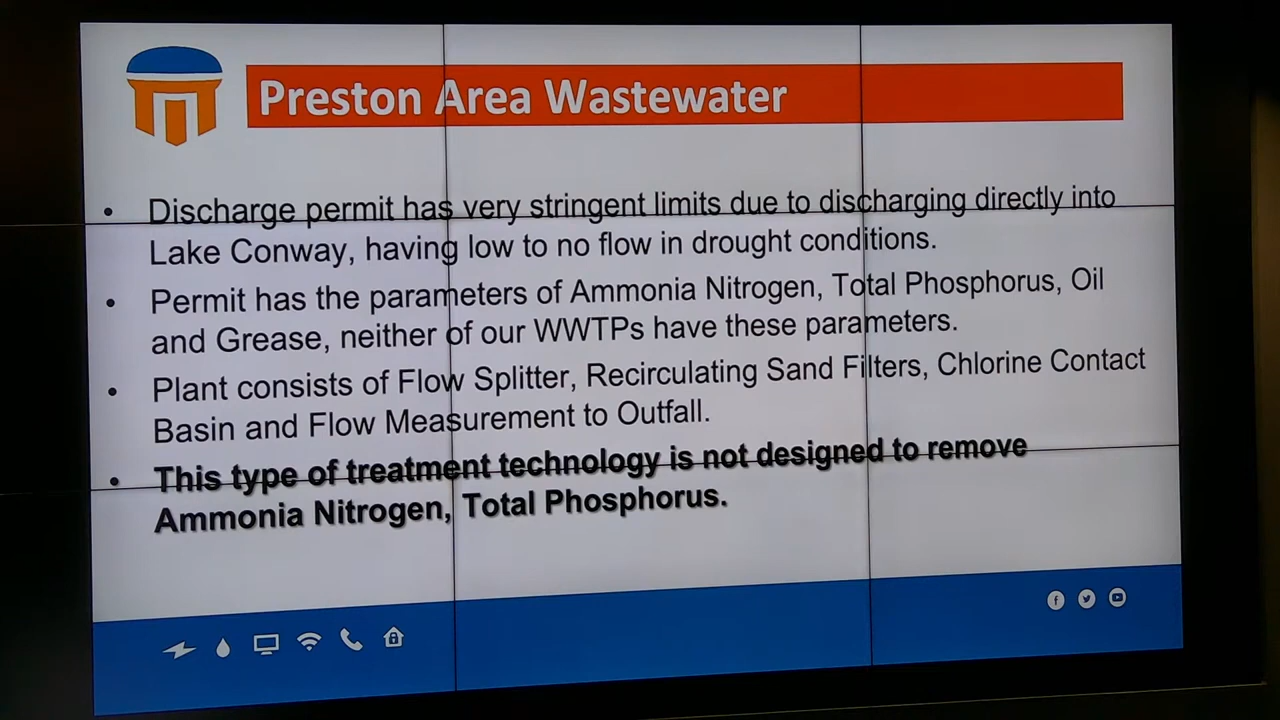 Preston Area Wastewater
• Discharge permit has very stringent limits due to discharging directly into
Lake Conway, having low to no flow in drought conditions.
• Permit has the parameters of Ammonia Nitrogen, Total Phosphorus, Oil
and Grease, neither of our WWTPs have these parameters.
• Plant consists of Flow Splitter, Recirculating Sand Filters, Chlorine Contact
Basin and Flow Measurement to Outfall.
• This type of treatment technology is not designed to remove
Ammonia Nitrogen, Total Phosphorus.